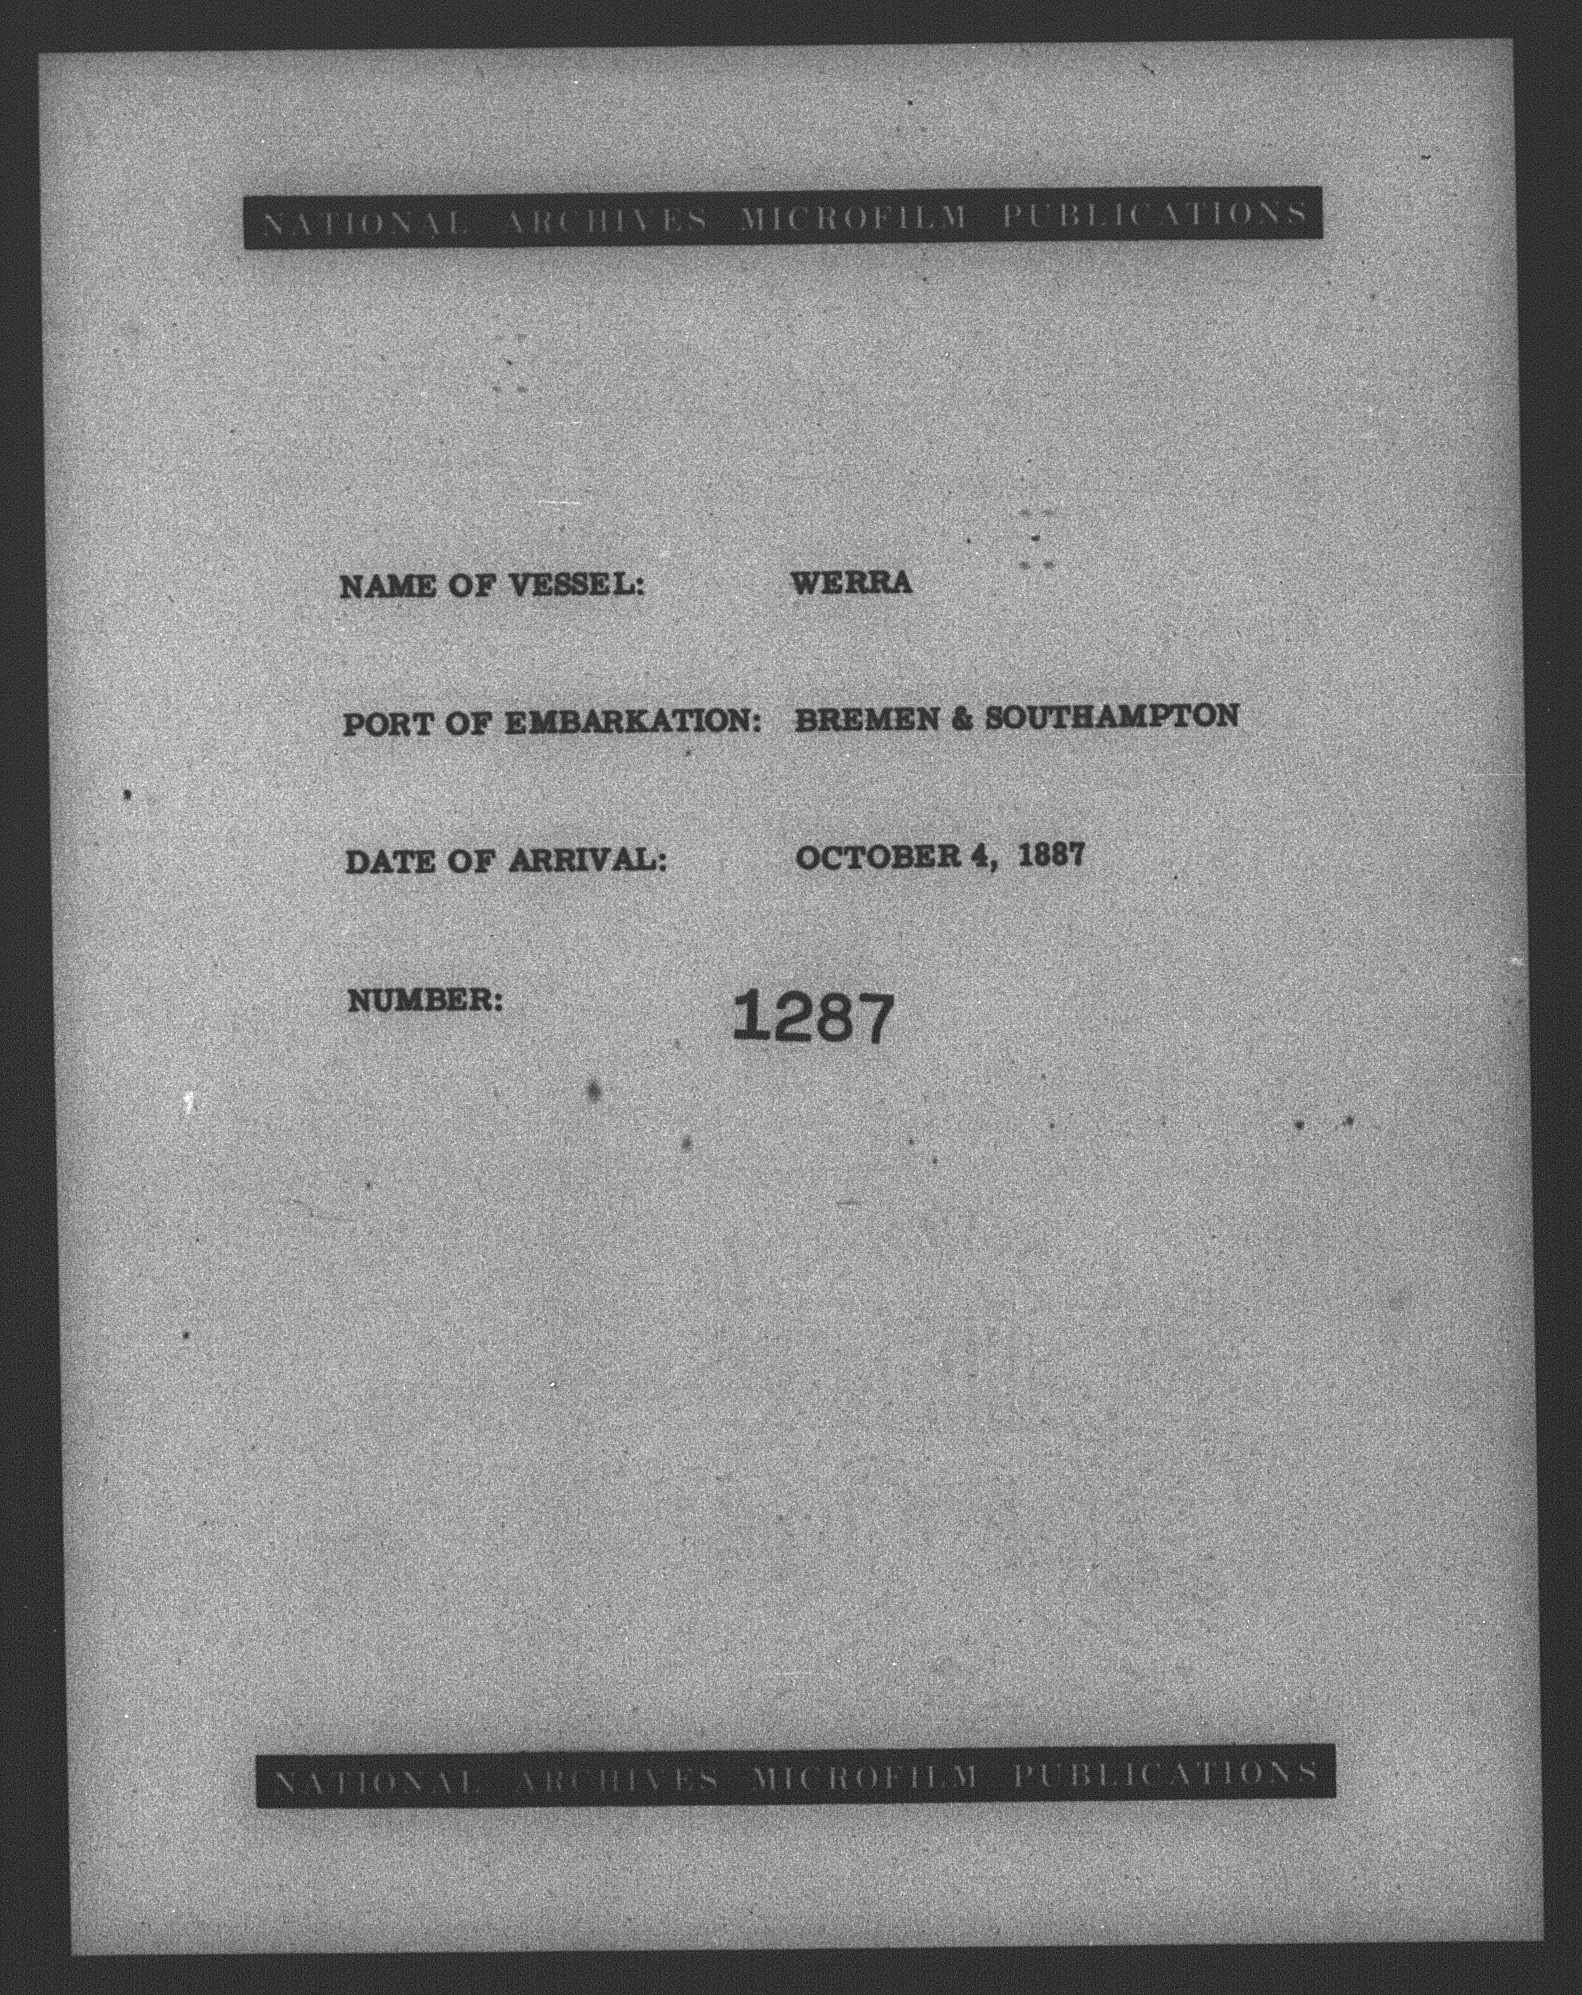 NATIONAL ARCHIVES MICROFILM PUBLICATIONS
NAME OF VESSEL: WERRA
PORT OF EMBARKATION: BREMEN & SOUTHAMPTON
DATE OF ARRIVAL: OCTOBER 4, 1887
NUMBER: 1287
NATIONAL ARCHIVES MICROFILM PUBLICATIONS